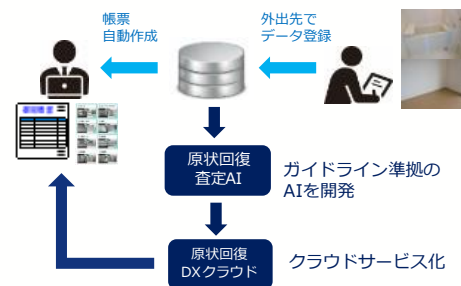 帳票
自動作成
外出先で
データ登録
原状回復
査定AI
ガイドライン準拠の
AIを開発
原状回復
DXクラウド
クラウドサービス化